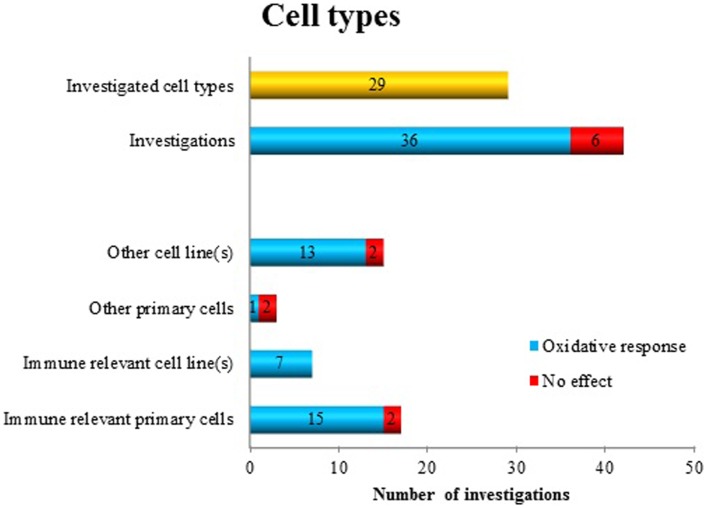 Cell types
Investigated cell types
29
Investigations
36 6
Other cell line(s)
13 2
Other primary cells
1 2
Immune relevant cell line(s)
7
Immune relevant primary cells
15 2
Oxidative response
No effect
0 10 20 30 40 50
Number of investigations